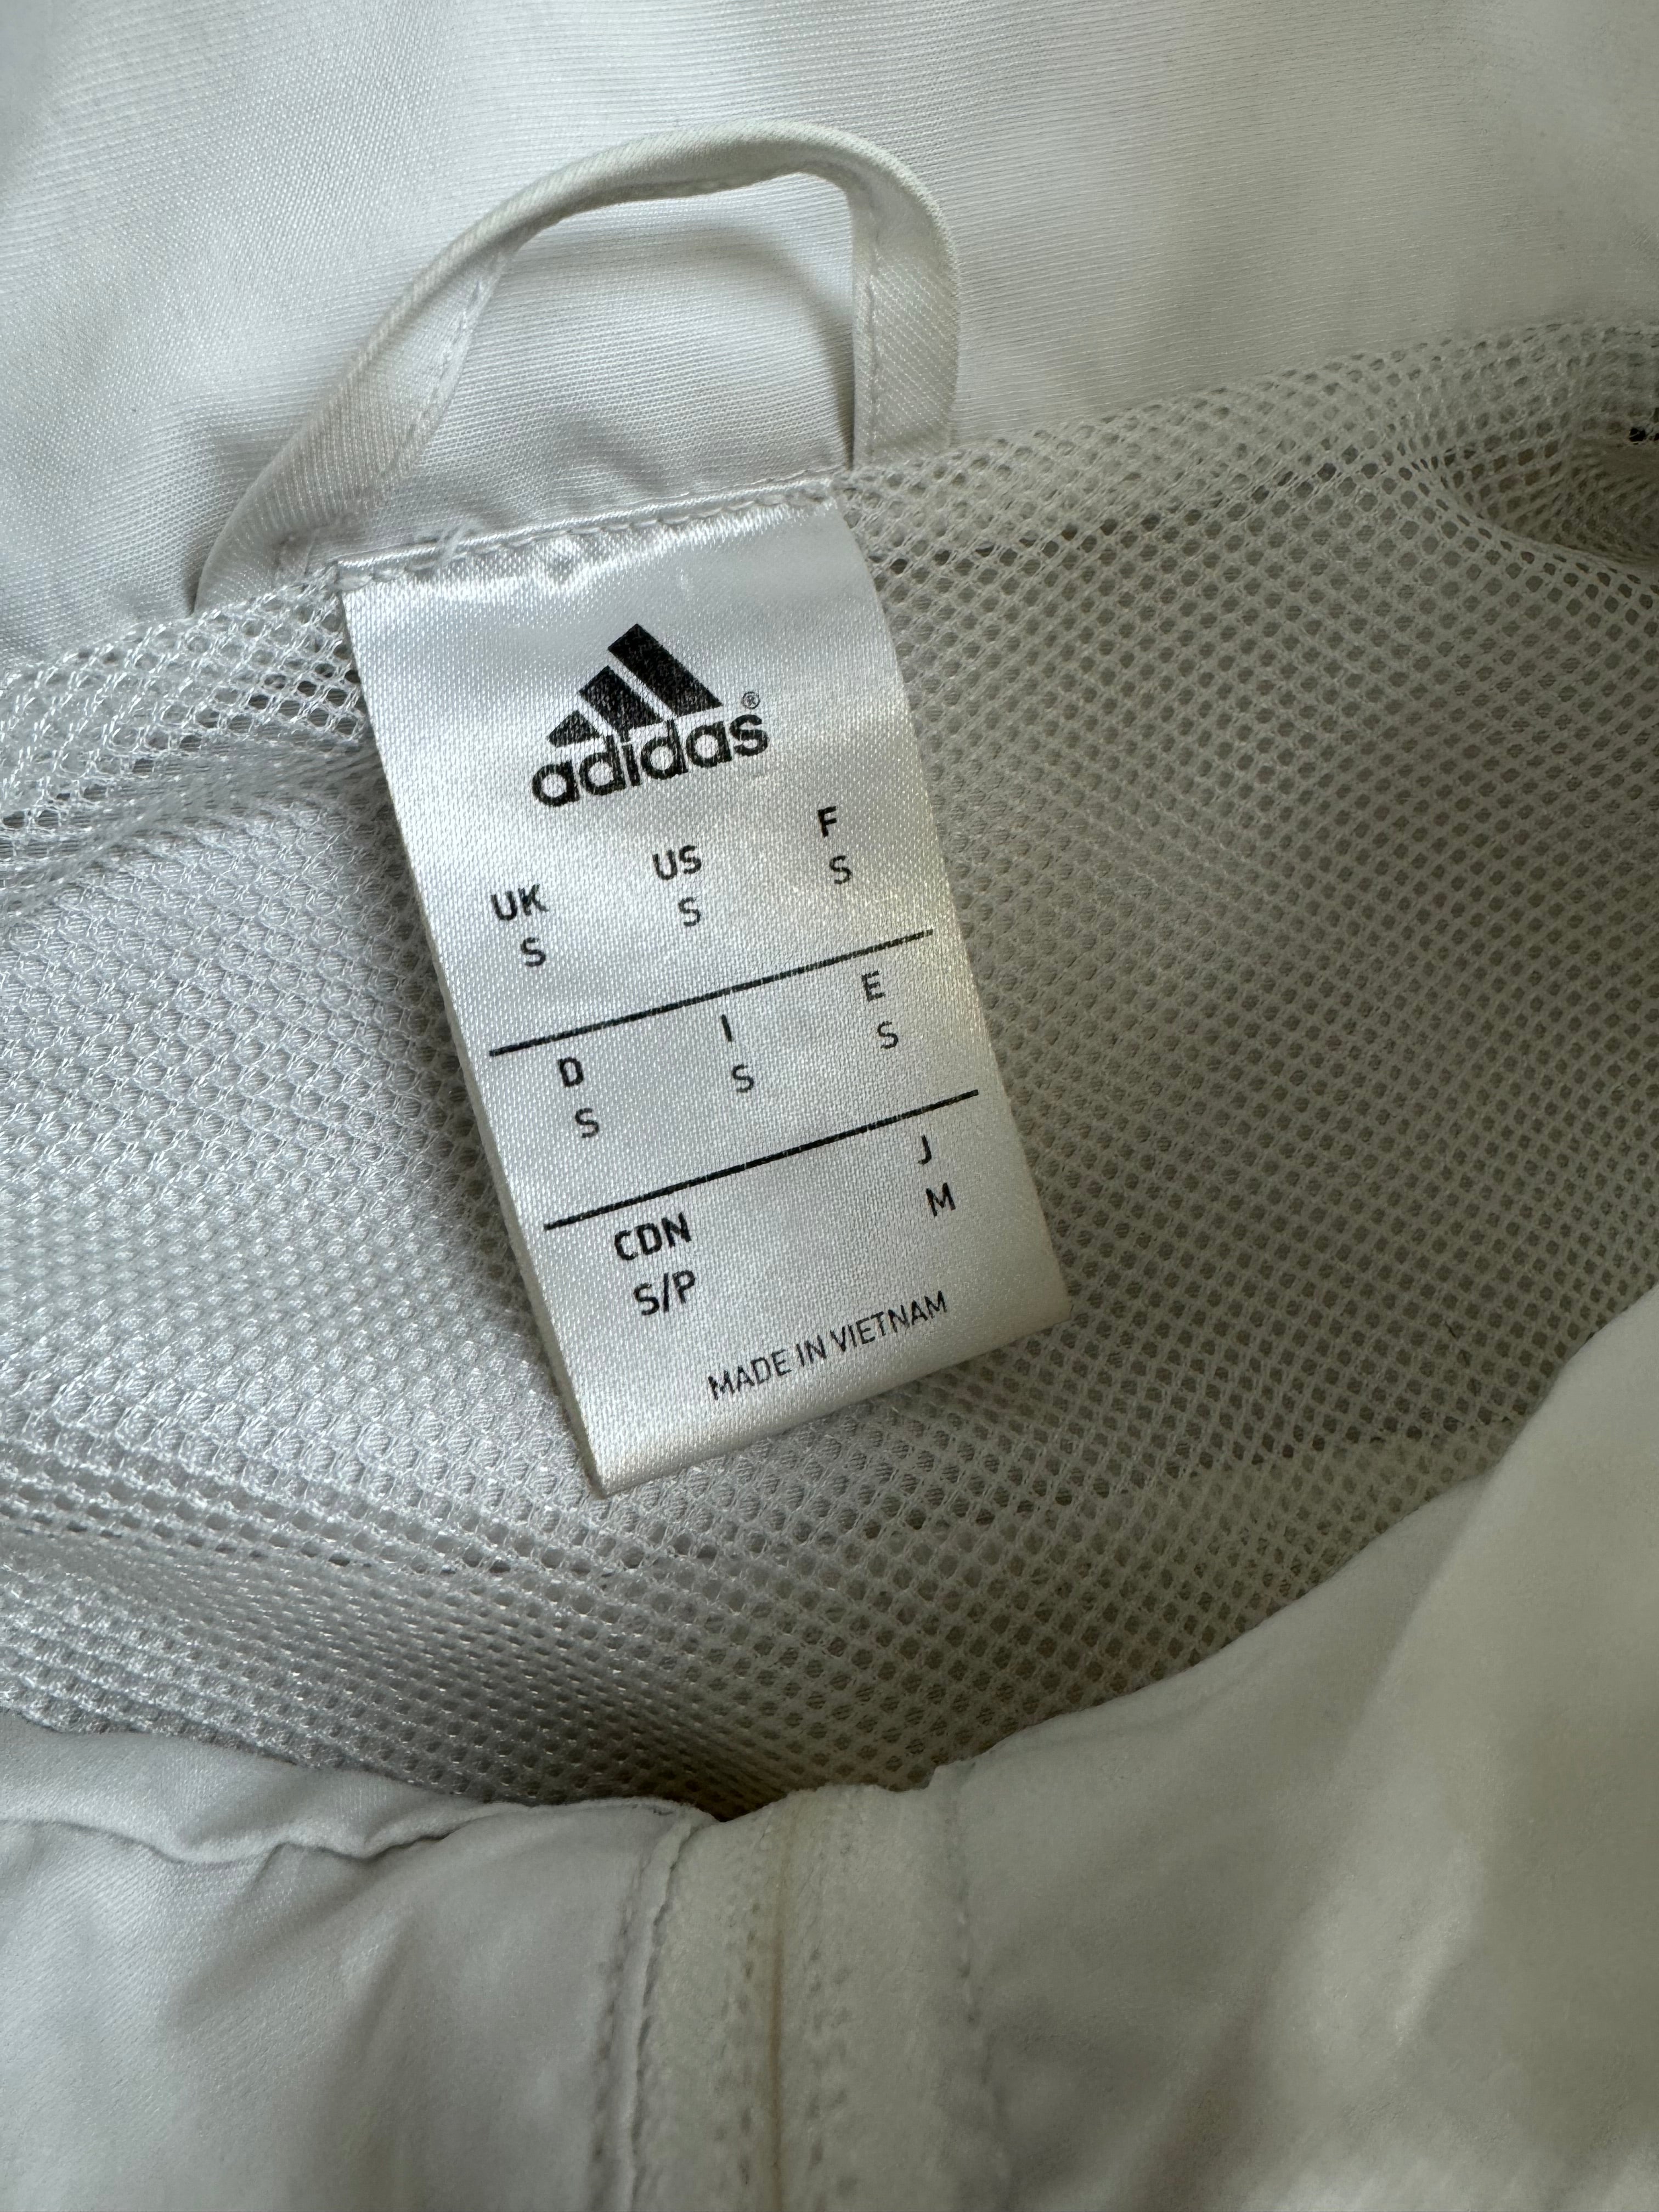 adidas®
UK US F
S S S
D I E
S S S
CDN J
S/P M
MADE IN VIETNAM